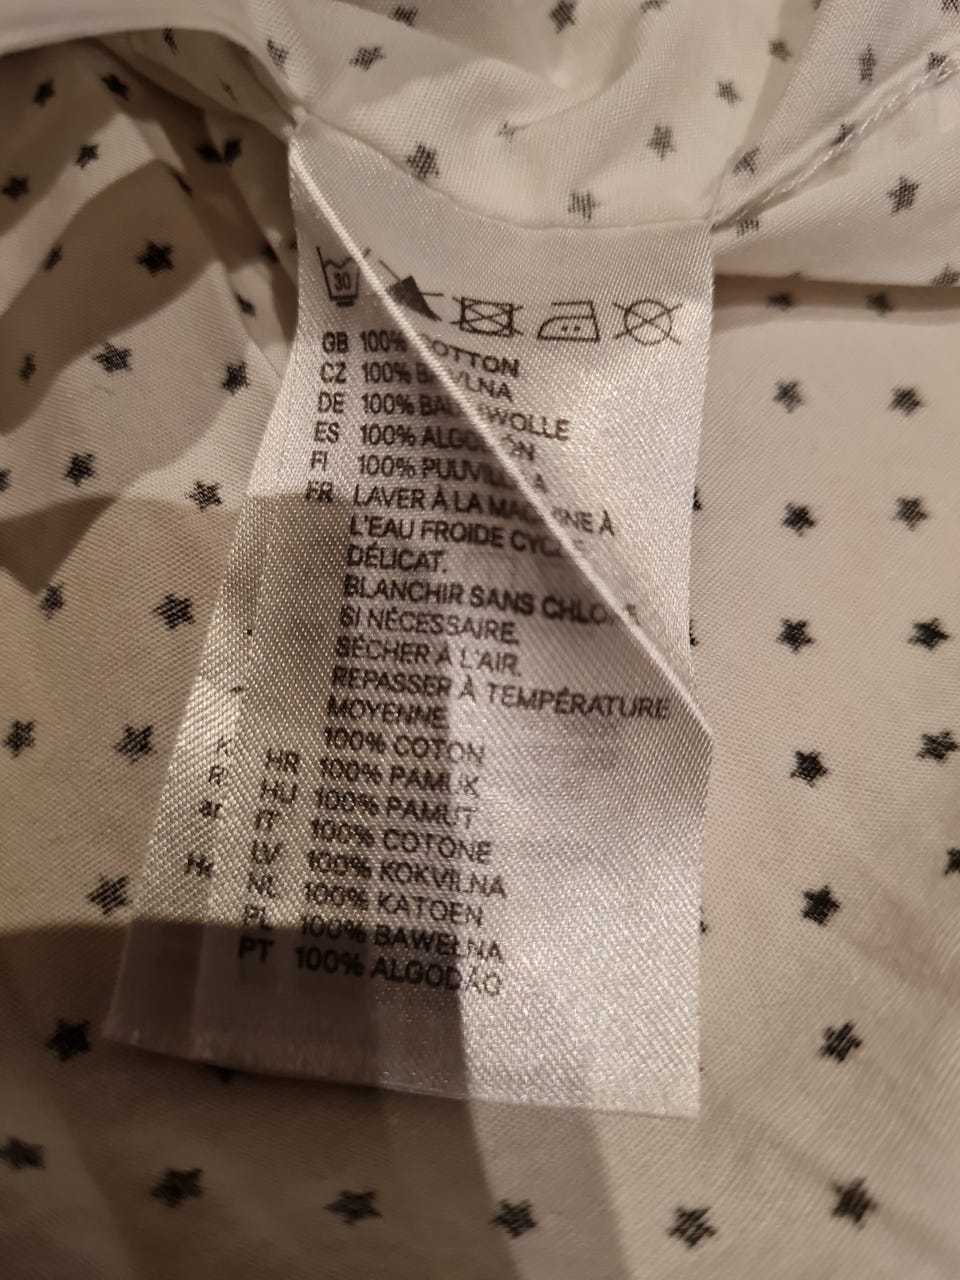 30
GB 100% COTTON
CZ 100% BAVLNA
DE 100% BAUMWOLLE
ES 100% ALGODÓN
FI 100% PUUVILLA
FR LAVER À LA MACHINE À
L'EAU FROIDE CYCLE
DÉLICAT.
BLANCHIR SANS CHLORE
SI NÉCESSAIRE.
SÉCHER À L'AIR.
REPASSER À TEMPÉRATURE
MOYENNE
100% COTON
HR 100% PAMUK
HU 100% PAMUT
IT 100% COTONE
LV 100% KOKVILNA
NL 100% KATOEN
PL 100% BAWEŁNA
PT 100% ALGODÃO